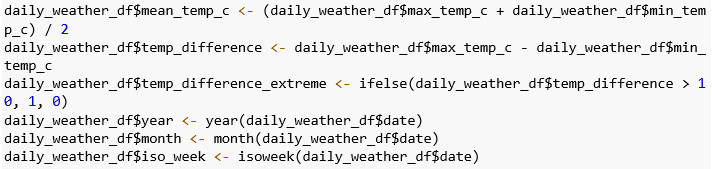 daily_weather_df$mean_temp_c <- (daily_weather_df$max_temp_c + daily_weather_df$min_tem
p_c) / 2
daily_weather_df$temp_difference <- daily_weather_df$max_temp_c - daily_weather_df$min_
temp_c
daily_weather_df$temp_difference_extreme <- ifelse(daily_weather_df$temp_difference > 1
0, 1, 0)
daily_weather_df$year <- year(daily_weather_df$date)
daily_weather_df$month <- month(daily_weather_df$date)
daily_weather_df$iso_week <- isoweek(daily_weather_df$date)